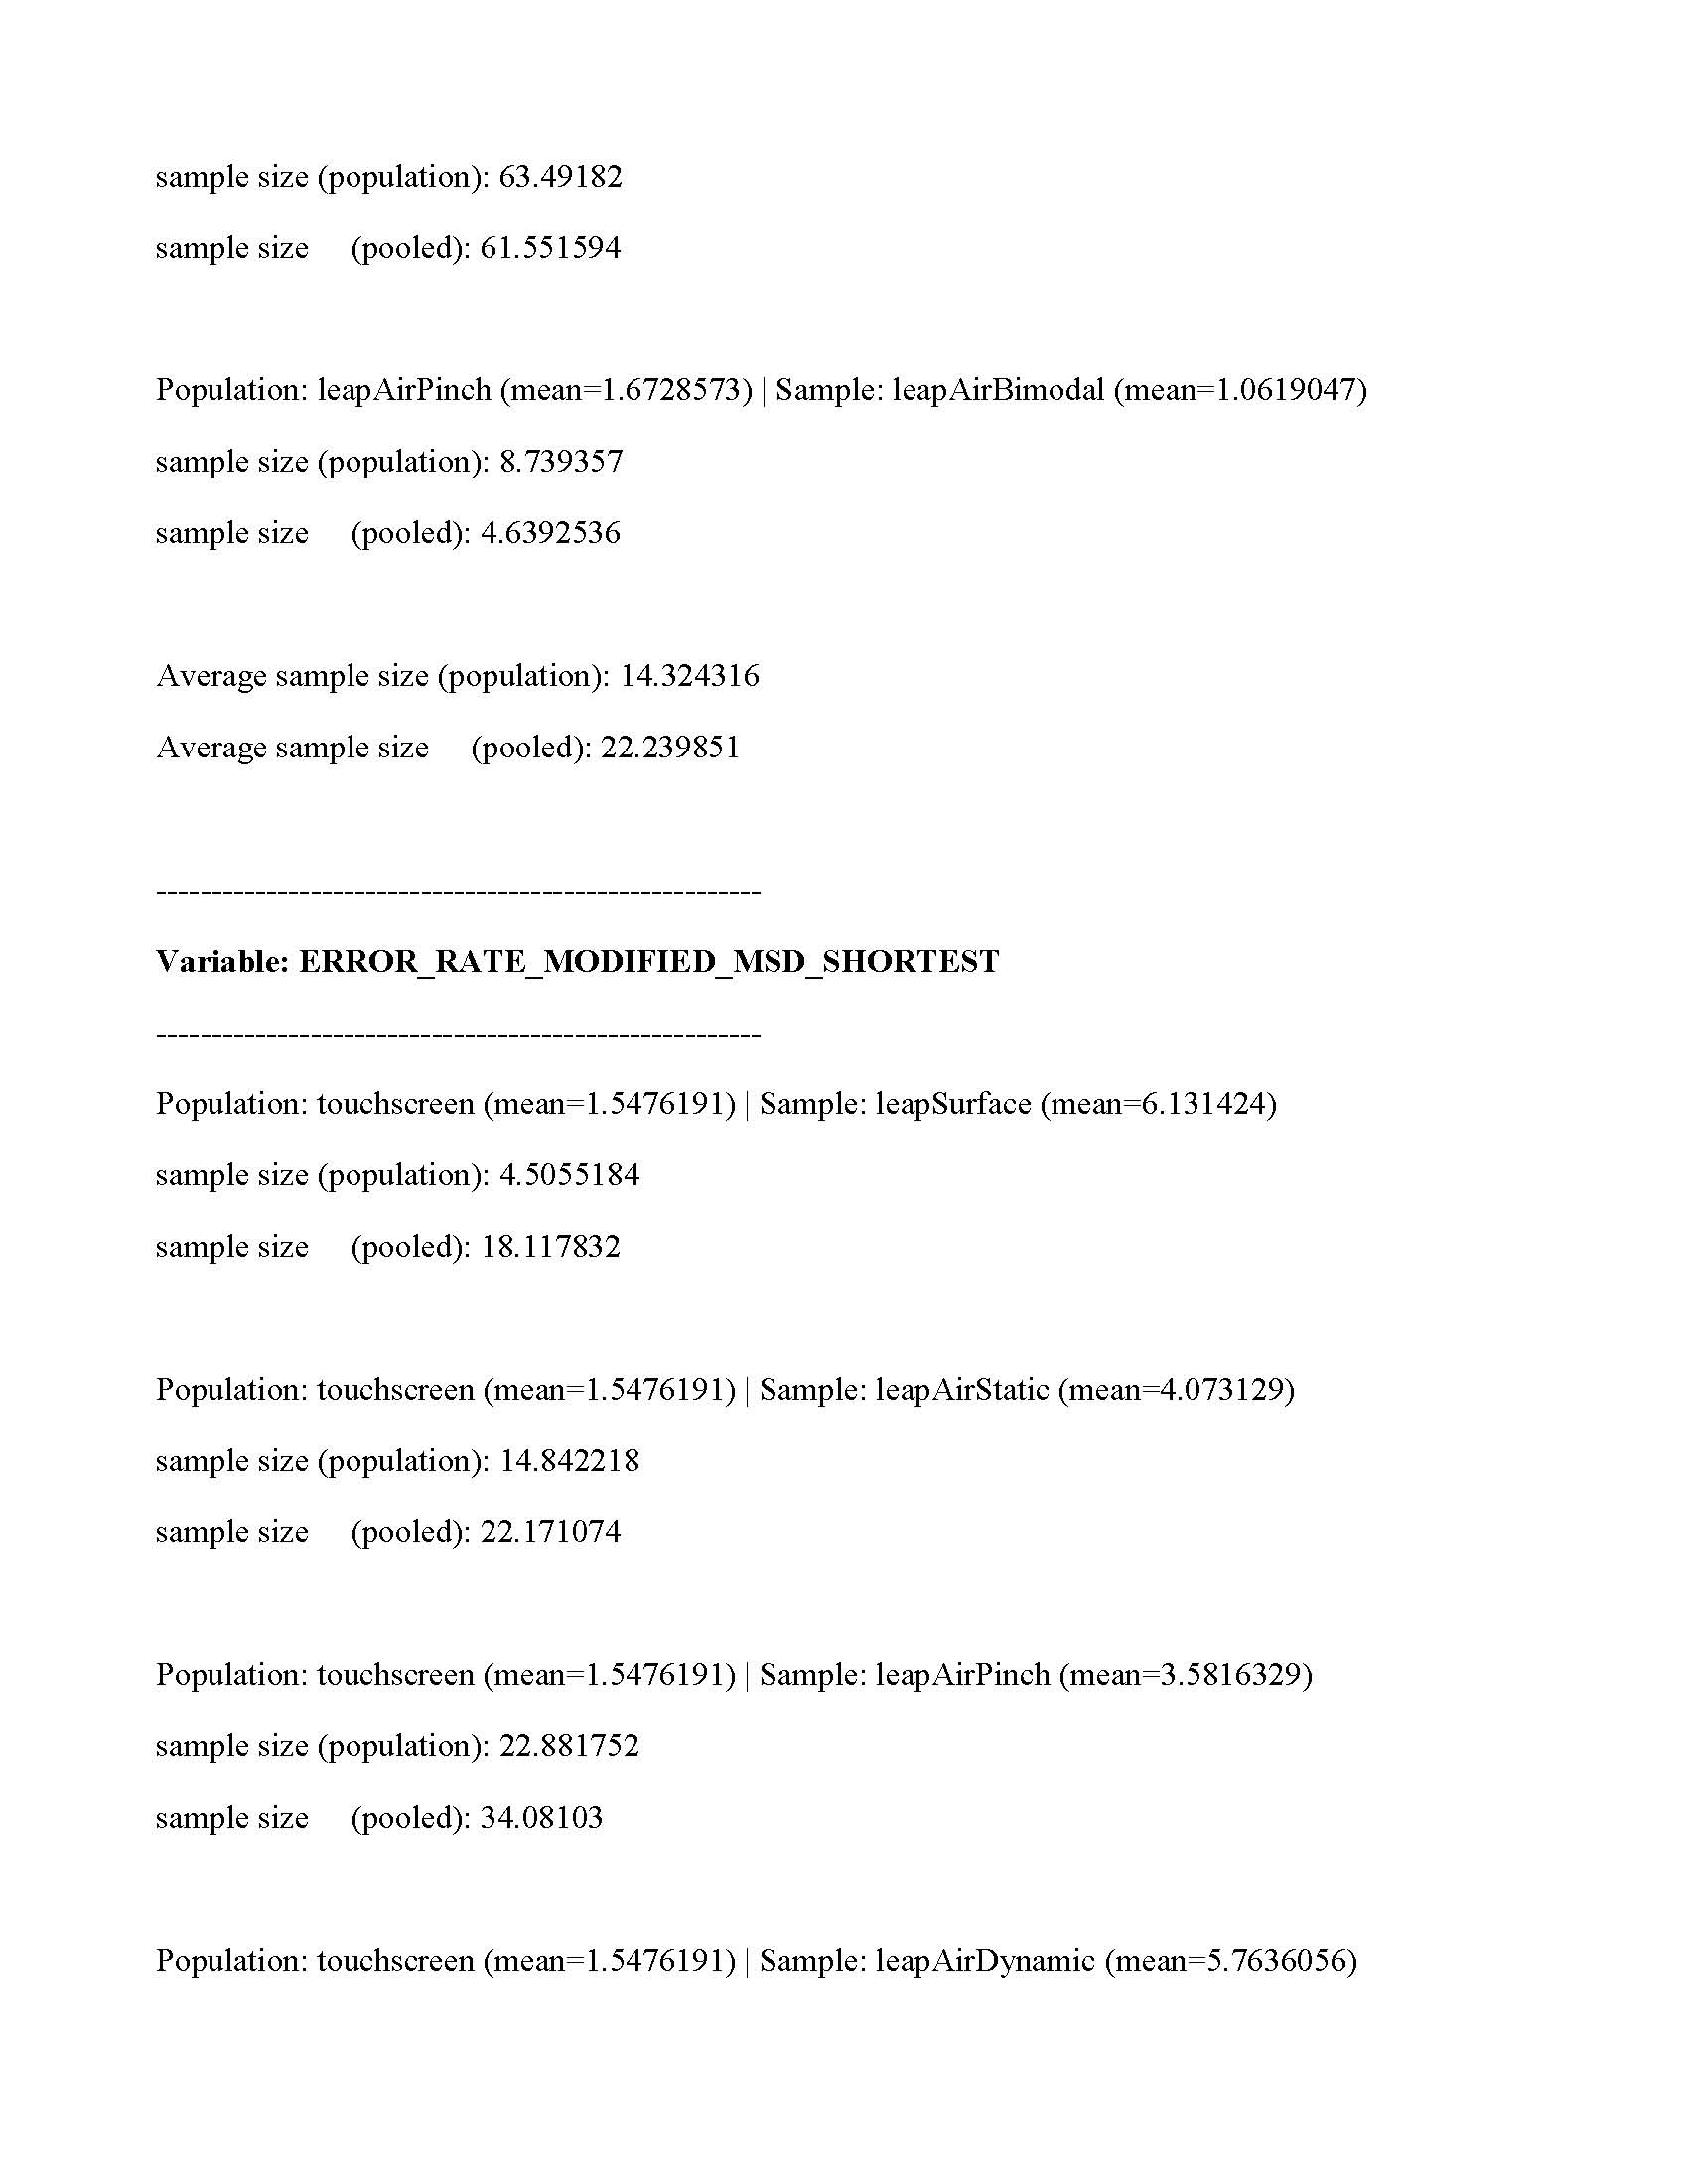 sample size (population): 63.49182
sample size     (pooled): 61.551594
Population: leapAirPinch (mean=1.6728573) | Sample: leapAirBimodal (mean=1.0619047)
sample size (population): 8.739357
sample size     (pooled): 4.6392536
Average sample size (population): 14.324316
Average sample size     (pooled): 22.239851
-------------------------------------------------------
Variable: ERROR_RATE_MODIFIED_MSD_SHORTEST
-------------------------------------------------------
Population: touchscreen (mean=1.5476191) | Sample: leapSurface (mean=6.131424)
sample size (population): 4.5055184
sample size     (pooled): 18.117832
Population: touchscreen (mean=1.5476191) | Sample: leapAirStatic (mean=4.073129)
sample size (population): 14.842218
sample size     (pooled): 22.171074
Population: touchscreen (mean=1.5476191) | Sample: leapAirPinch (mean=3.5816329)
sample size (population): 22.881752
sample size     (pooled): 34.08103
Population: touchscreen (mean=1.5476191) | Sample: leapAirDynamic (mean=5.7636056)